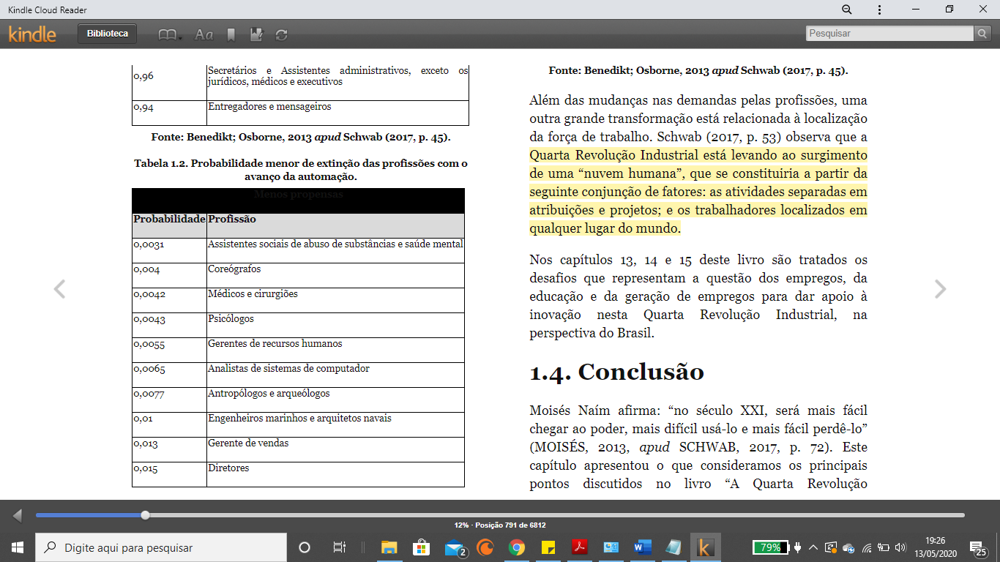 Kindle Cloud Reader
kindle
Biblioteca
Aa
Pesquisar
0,96
Secretários e Assistentes administrativos, exceto os
jurídicos, médicos e executivos
0,94 Entregadores e mensageiros
Fonte: Benedikt; Osborne, 2013 apud Schwab (2017, p. 45).
Tabela 1.2. Probabilidade menor de extinção das profissões com o
avanço da automação.
Menos propensas
Probabilidade Profissão
0,0031 Assistentes sociais de abuso de substâncias e saúde mental
0,004 Coreógrafos
0,0042 Médicos e cirurgiões
0,0043 Psicólogos
0,0055 Gerentes de recursos humanos
0,0065 Analistas de sistemas de computador
0,0077 Antropólogos e arqueólogos
0,01 Engenheiros marinhos e arquitetos navais
0,013 Gerente de vendas
0,015 Diretores
Fonte: Benedikt; Osborne, 2013 apud Schwab (2017, p. 45).
Além das mudanças nas demandas pelas profissões, uma
outra grande transformação está relacionada à localização
da força de trabalho. Schwab (2017, p. 53) observa que a
Quarta Revolução Industrial está levando ao surgimento
de uma “nuvem humana”, que se constituiria a partir da
seguinte conjunção de fatores: as atividades separadas em
atribuições e projetos; e os trabalhadores localizados em
qualquer lugar do mundo.
Nos capítulos 13, 14 e 15 deste livro são tratados os
desafios que representam a questão dos empregos, da
educação e da geração de empregos para dar apoio à
inovação nesta Quarta Revolução Industrial, na
perspectiva do Brasil.
1.4. Conclusão
Moisés Naím afirma: “no século XXI, será mais fácil
chegar ao poder, mais difícil usá-lo e mais fácil perdê-lo”
(MOISÉS, 2013, apud SCHWAB, 2017, p. 72). Este
capítulo apresentou o que consideramos os principais
pontos discutidos no livro “A Quarta Revolução
12% · Posição 791 de 6812
Digite aqui para pesquisar
2
79%
19:26
13/05/2020
25